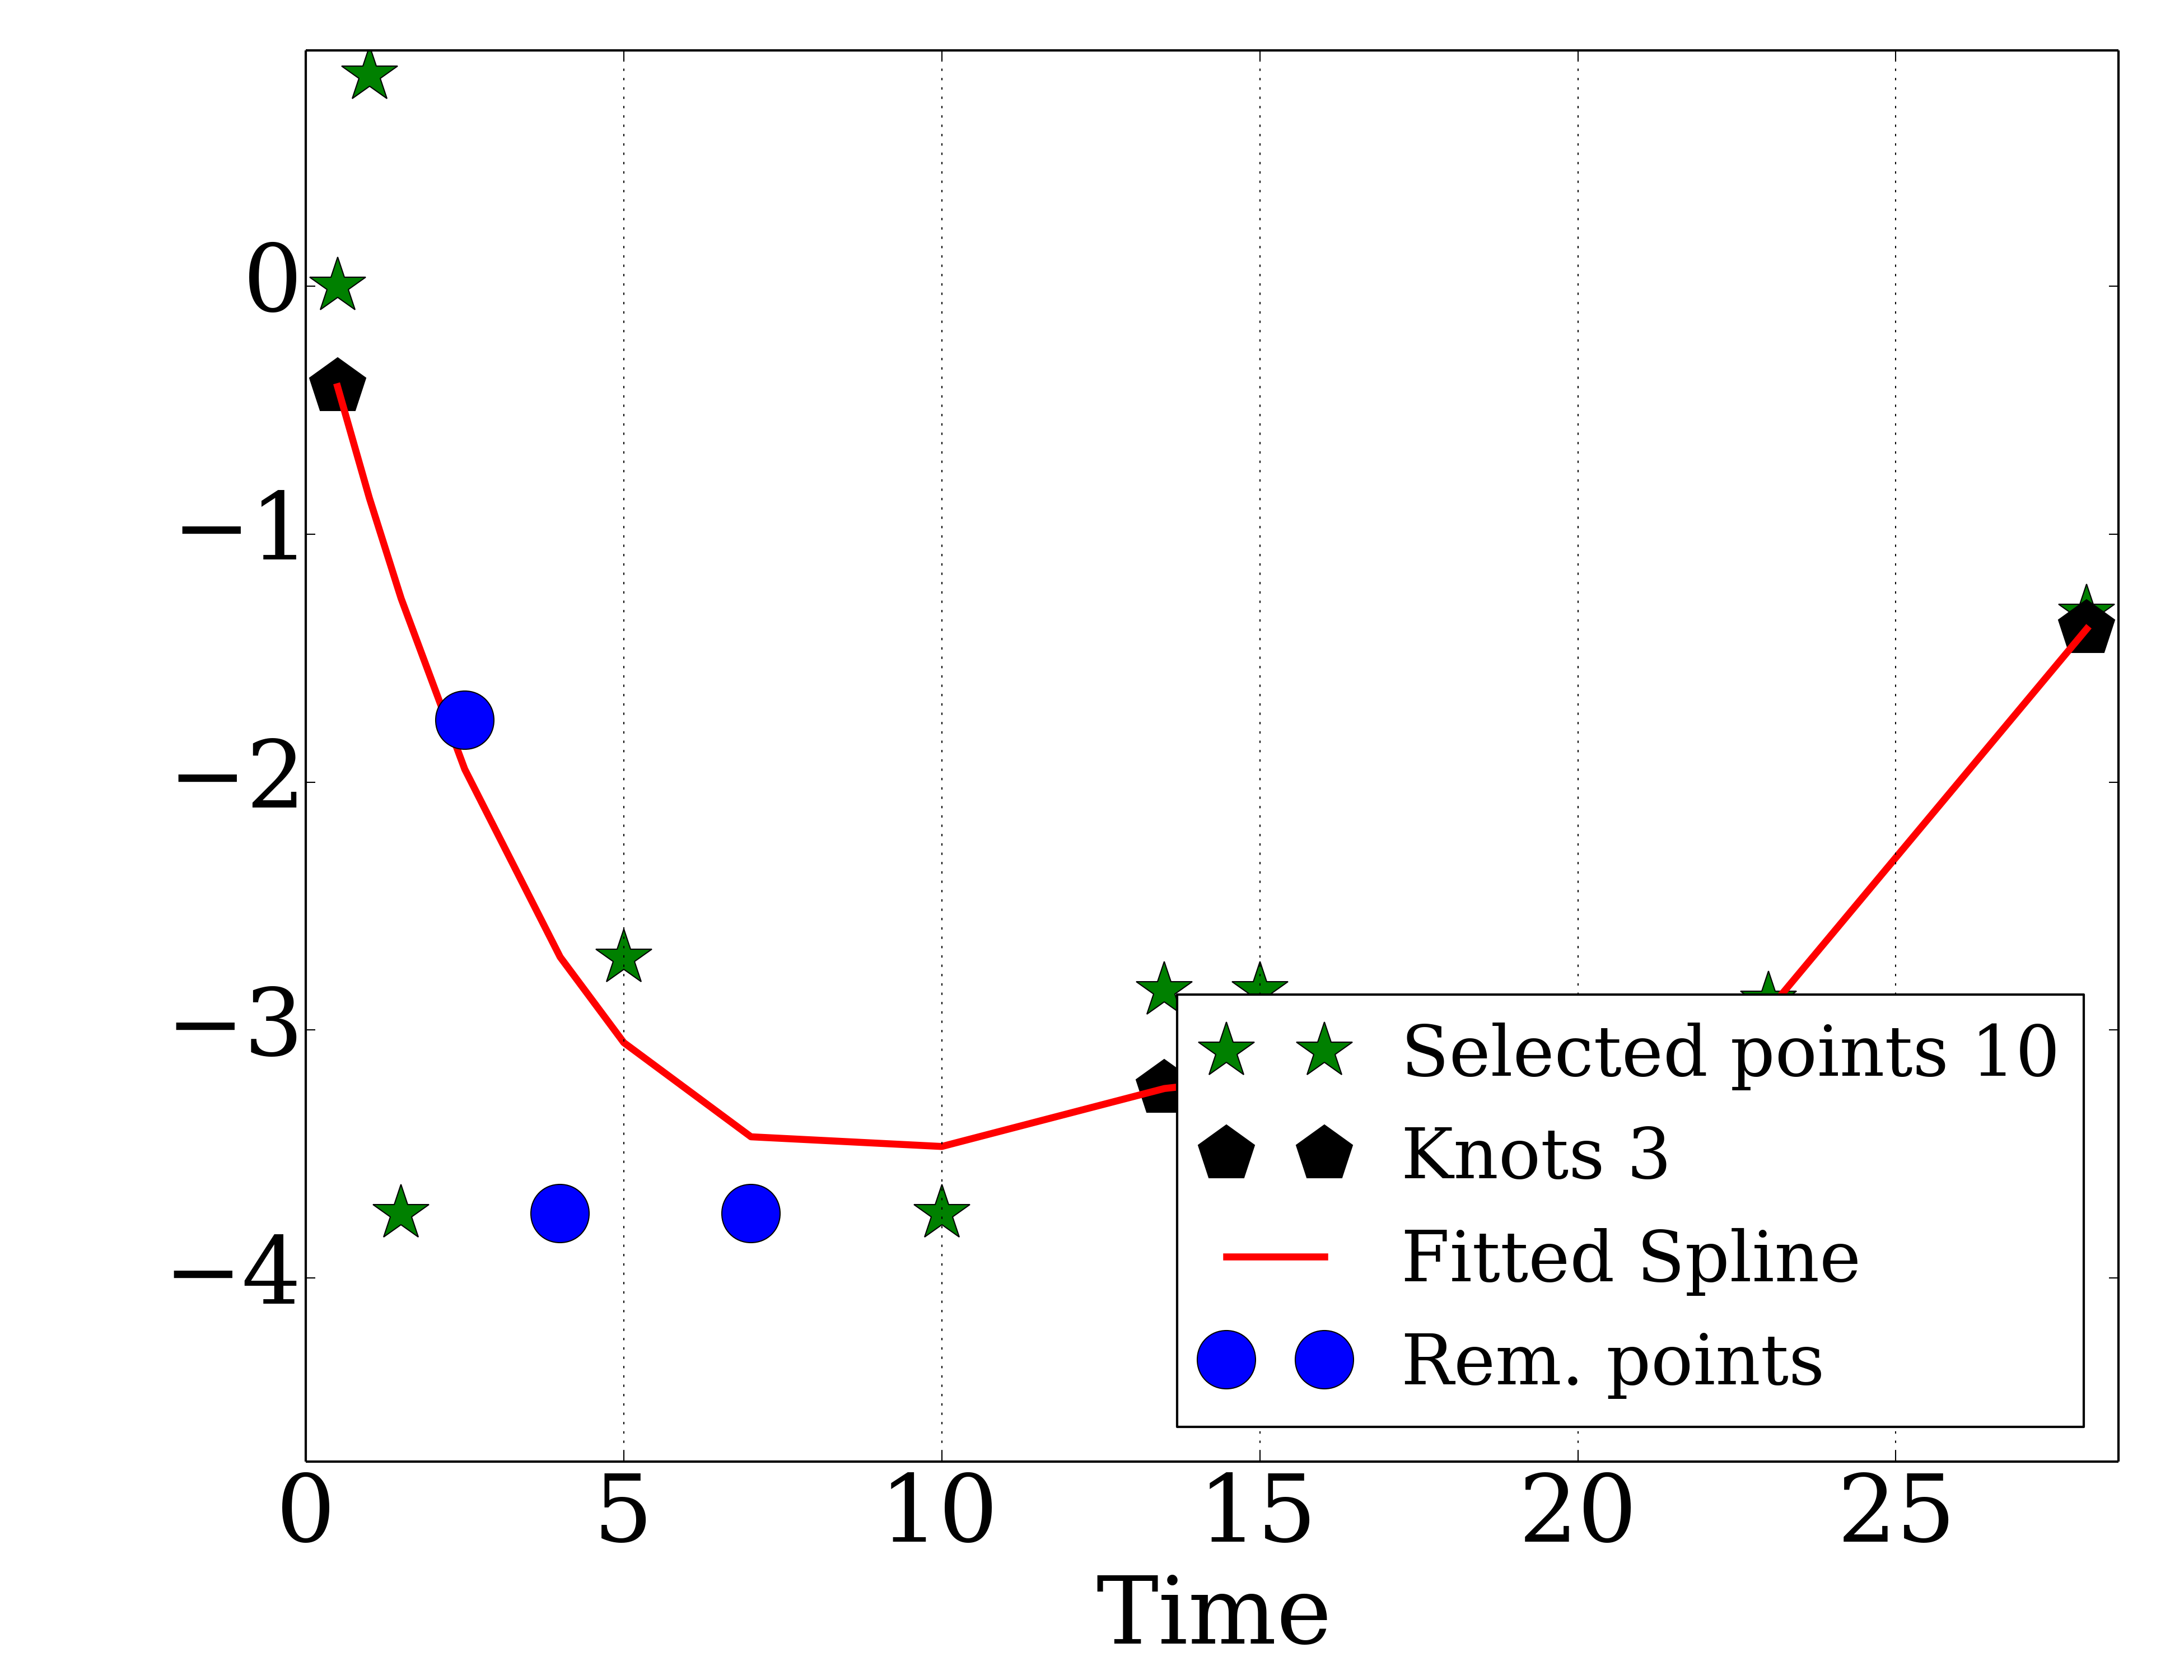 0
−1
−2
−3
−4
Selected points 10
Knots 3
Fitted Spline
Rem. points
0 5 10 15 20 25
Time